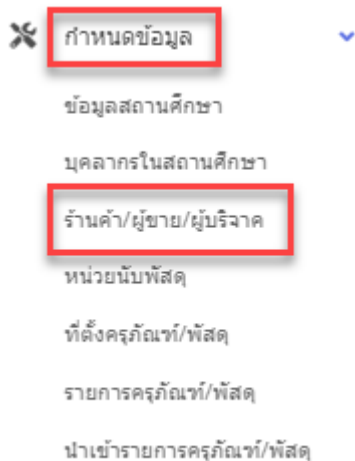 กำหนดข้อมูล
ข้อมูลสถานศึกษา
บุคลากรในสถานศึกษา
ร้านค้า/ผู้ขาย/ผู้บริจาค
หน่วยนับพัสดุ
ที่ตั้งครุภัณฑ์/พัสดุ
รายการครุภัณฑ์/พัสดุ
นำเข้ารายการครุภัณฑ์/พัสดุ